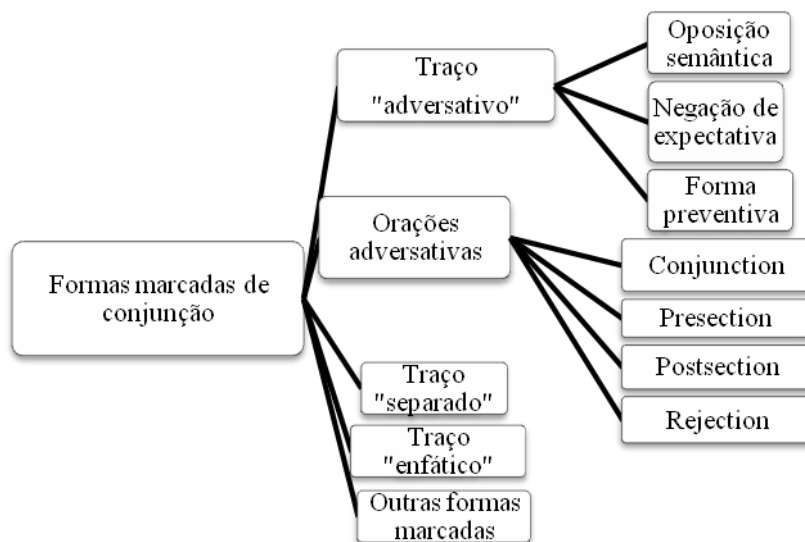 Formas marcadas de
conjunção
Traço
"adversativo"
Oposição
semântica
Negação de
expectativa
Forma
preventiva
Orações
adversativas
Conjunction
Presection
Postsection
Rejection
Traço
"separado"
Traço
"enfático"
Outras formas
marcadas